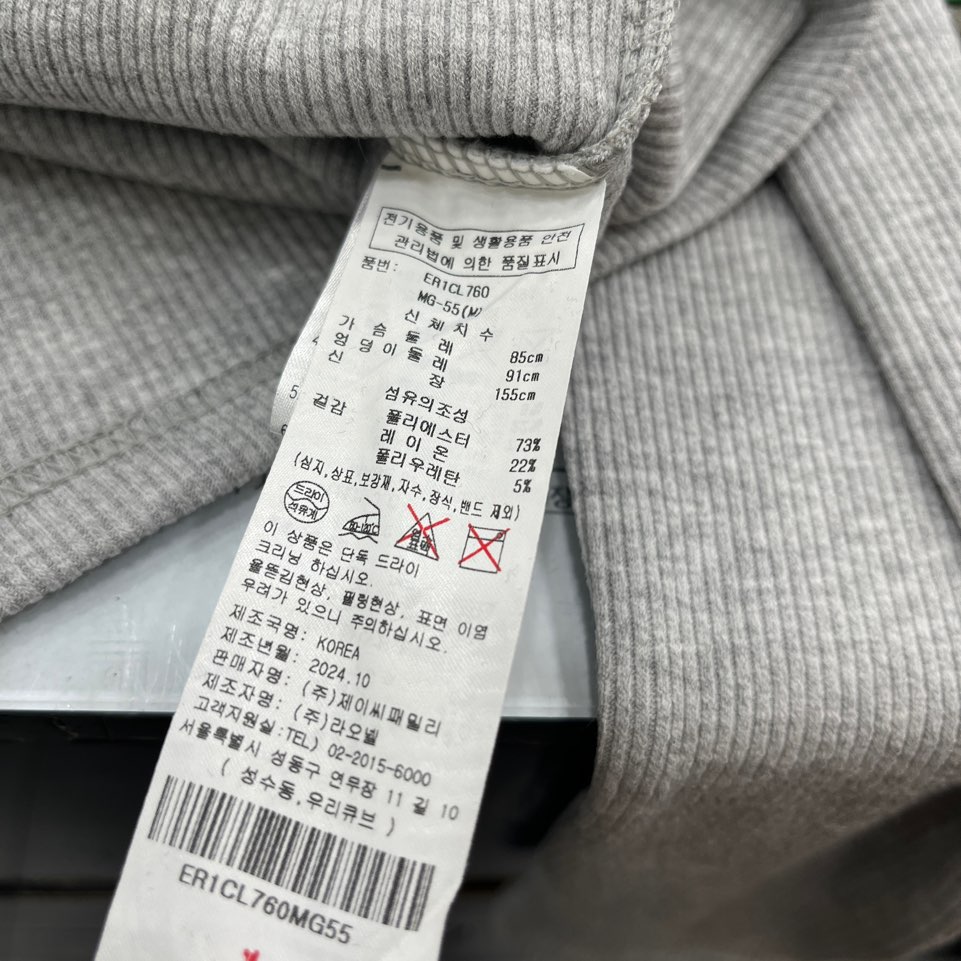 전기용품 및 생활용품 안전
관리법에 의한 품질표시
품번: ER1CL760
MG-55(M)
신체치수
가슴둘레 85cm
엉덩이둘레 91cm
신장 155cm
섬유의조성
겉감 폴리에스터 73%
레이온 22%
폴리우레탄 5%
(심지,상표,보강재,자수,장식,밴드 제외)
드라이
석유계
이 상품은 단독 드라이
크리닝 하십시오.
올뜯김현상, 필링현상, 표면 이염
우려가 있으니 주의하십시오.
제조국명: KOREA
제조년월: 2024.10
판매자명: (주)제이씨패밀리
제조자명: (주)라오넬
고객지원실:TEL) 02-2015-6000
서울특별시 성동구 연무장 11 길 10
( 성수동,우리큐브 )
ER1CL760MG55
5